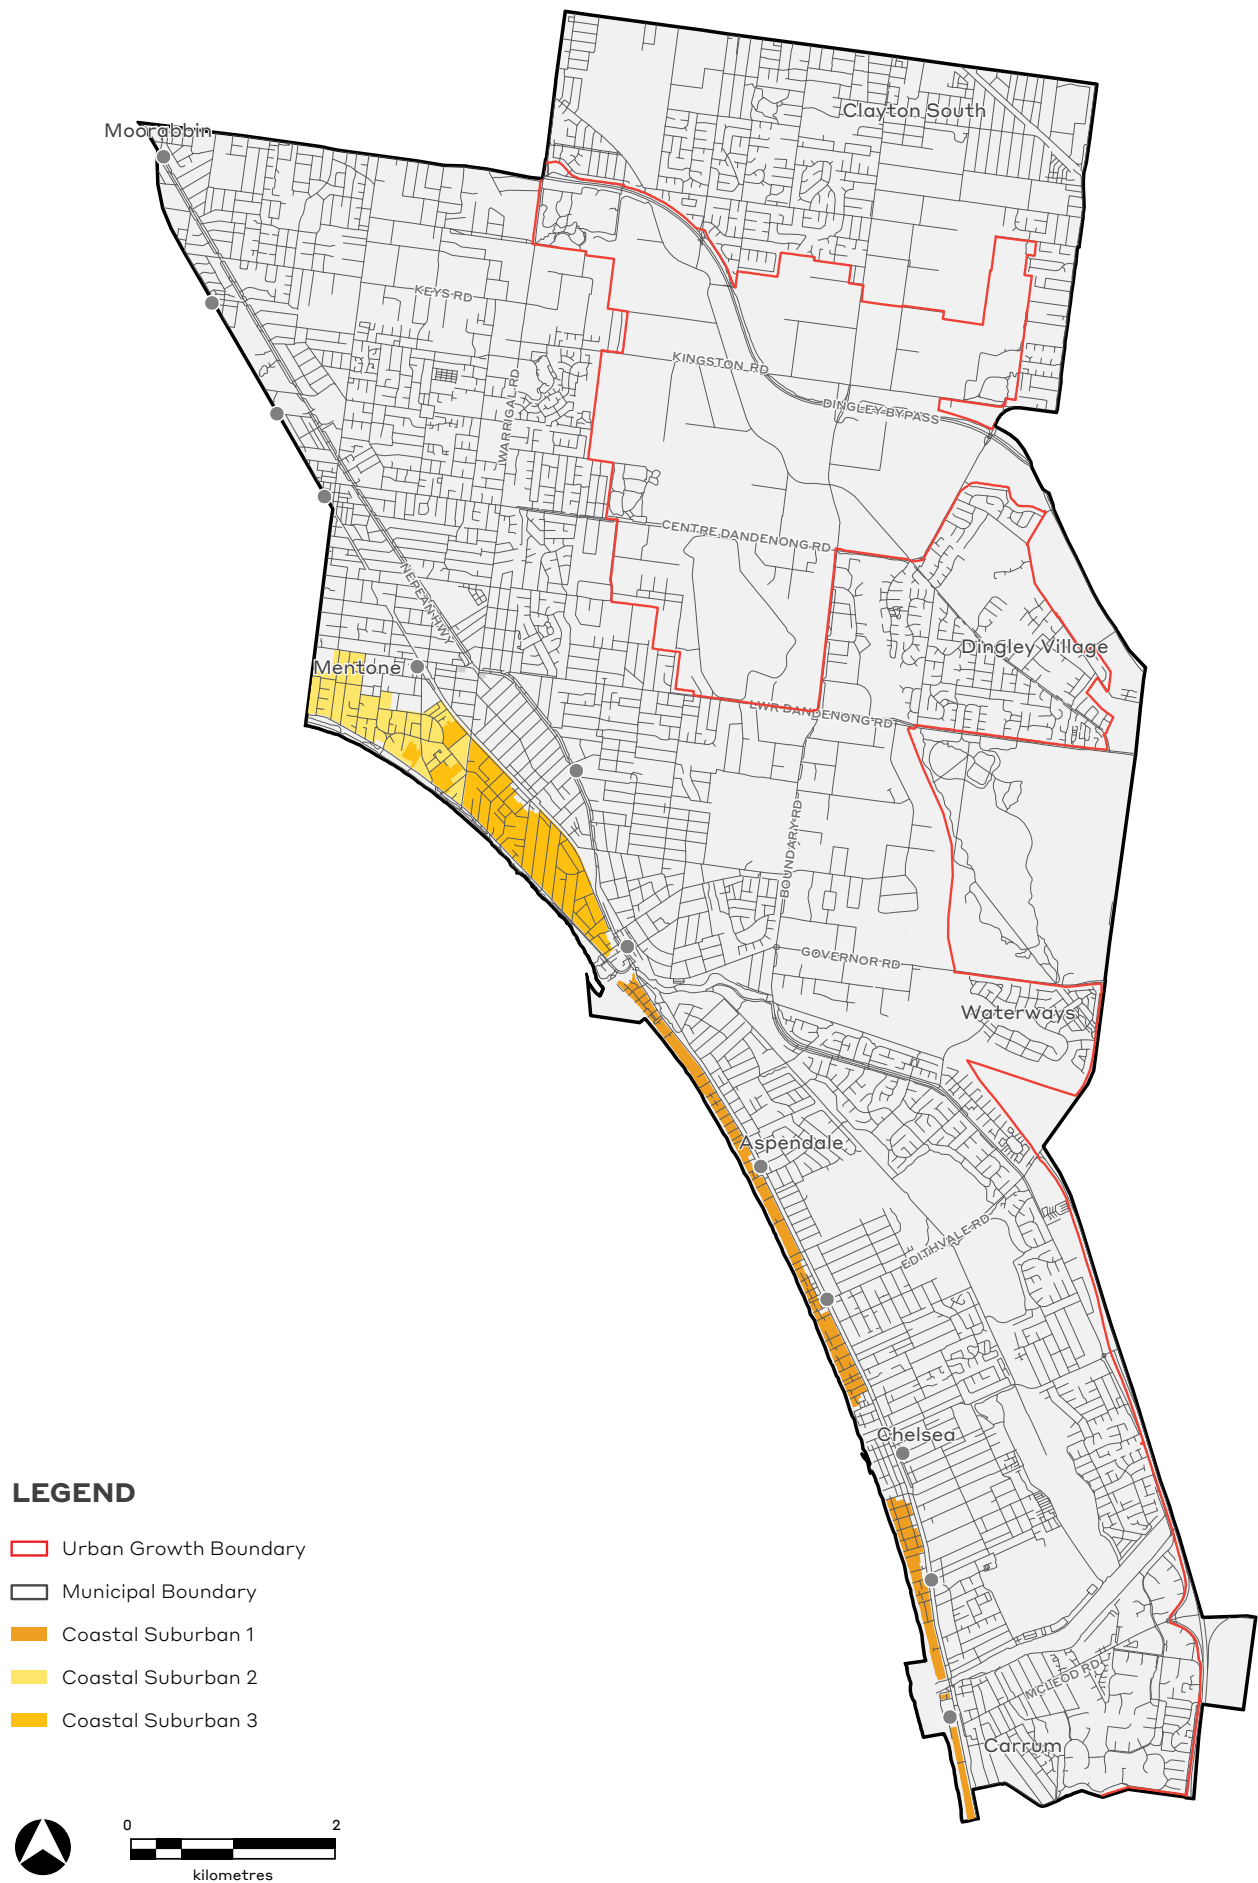 Clayton South
Moorabbin
KEYS RD
KINGSTON RD
WARRIGAL RD
DINGLEY BYPASS
CENTRE DANDENONG RD
NEPEAN HWY
Mentone
Dingley Village
LWR DANDENONG RD
BOUNDARY RD
GOVERNOR RD
Waterways
Aspendale
EDITHVALE RD
Chelsea
MCLEOD RD
Carrum
LEGEND
Urban Growth Boundary
Municipal Boundary
Coastal Suburban 1
Coastal Suburban 2
Coastal Suburban 3
0 2
kilometres